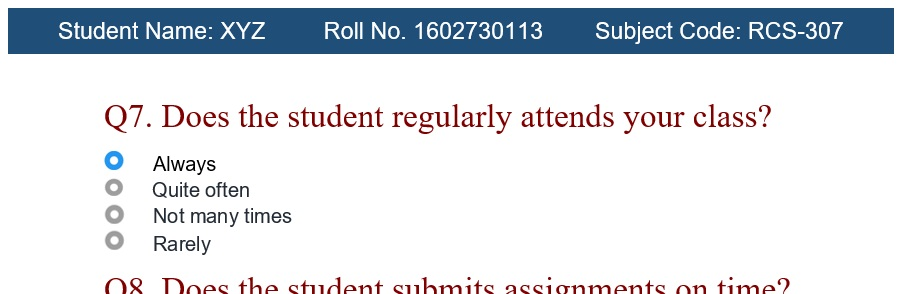 Student Name: XYZ Roll No. 1602730113 Subject Code: RCS-307
Q7. Does the student regularly attends your class?
Always
Quite often
Not many times
Rarely
Q8. Does the student submits assignments on time?